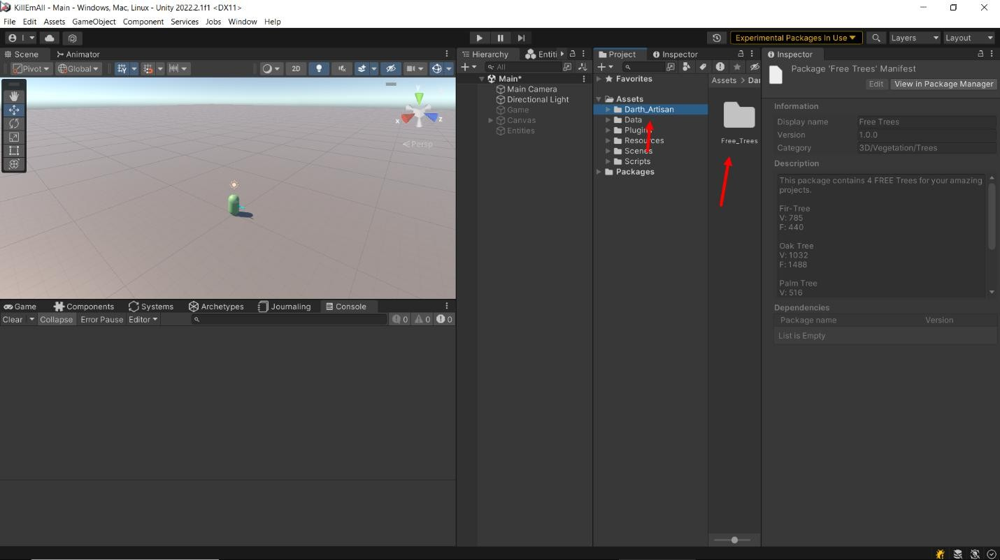 KillEmAll - Main - Windows, Mac, Linux - Unity 2022.2.1f1 <DX11>
File Edit Assets GameObject Component Services Jobs Window Help
Experimental Packages In Use Layers Layout
Scene Animator
Pivot Global 2D
y
x
z
Persp
Game Components Systems Archetypes Journaling Console
Clear Collapse Error Pause Editor 0 0 0
Hierarchy Entiti
All
Main*
Main Camera
Directional Light
Game
Canvas
Entities
Project Inspector
Favorites
Assets
Darth_Artisan
Data
Plugins
Resources
Scenes
Scripts
Packages
Assets > Dar
Free_Trees
Inspector
Package 'Free Trees' Manifest
Edit View in Package Manager
Information
Display name Free Trees
Version 1.0.0
Category 3D/Vegetation/Trees
Description
This package contains 4 FREE Trees for your amazing
projects.
Fir-Tree
V: 785
F: 440
Oak Tree
V: 1032
F: 1488
Palm Tree
V: 516
Dependencies
Package name Version
List is Empty